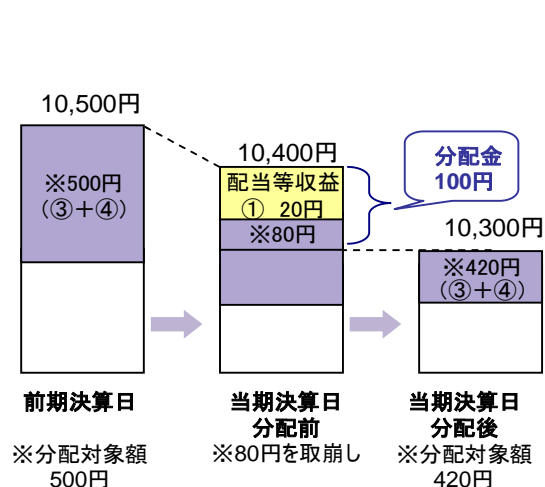 10,500円
※500円
(③+④)
10,400円
配当等収益
① 20円
※80円
分配金
100円
10,300円
※420円
(③+④)
前期決算日
※分配対象額
500円
当期決算日
分配前
※80円を取崩し
当期決算日
分配後
※分配対象額
420円